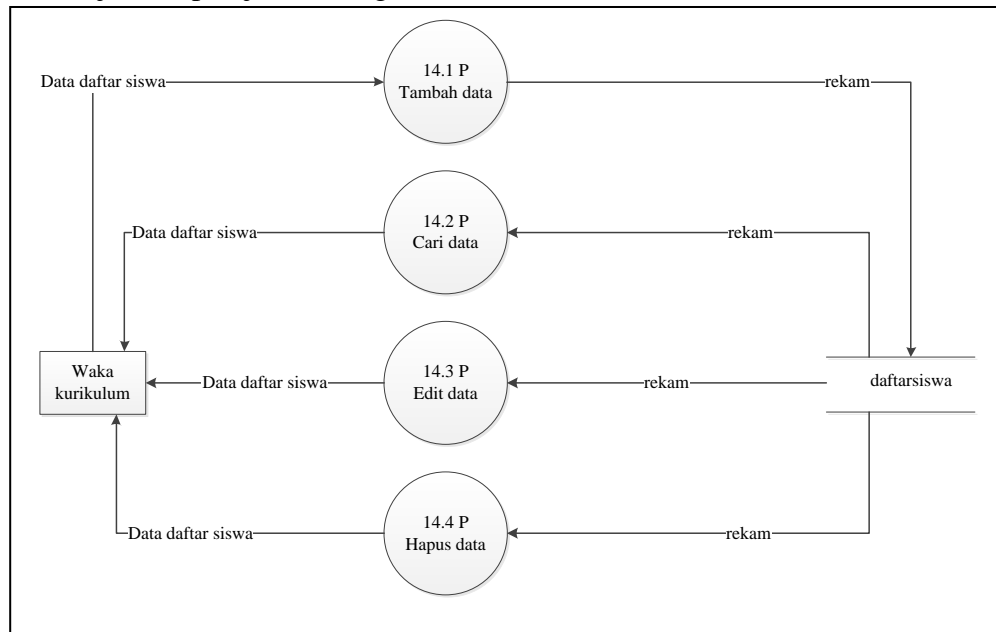 Data daftar siswa
14.1 P
Tambah data
rekam
Data daftar siswa
14.2 P
Cari data
rekam
Waka
kurikulum
Data daftar siswa
14.3 P
Edit data
rekam
daftarsiswa
Data daftar siswa
14.4 P
Hapus data
rekam